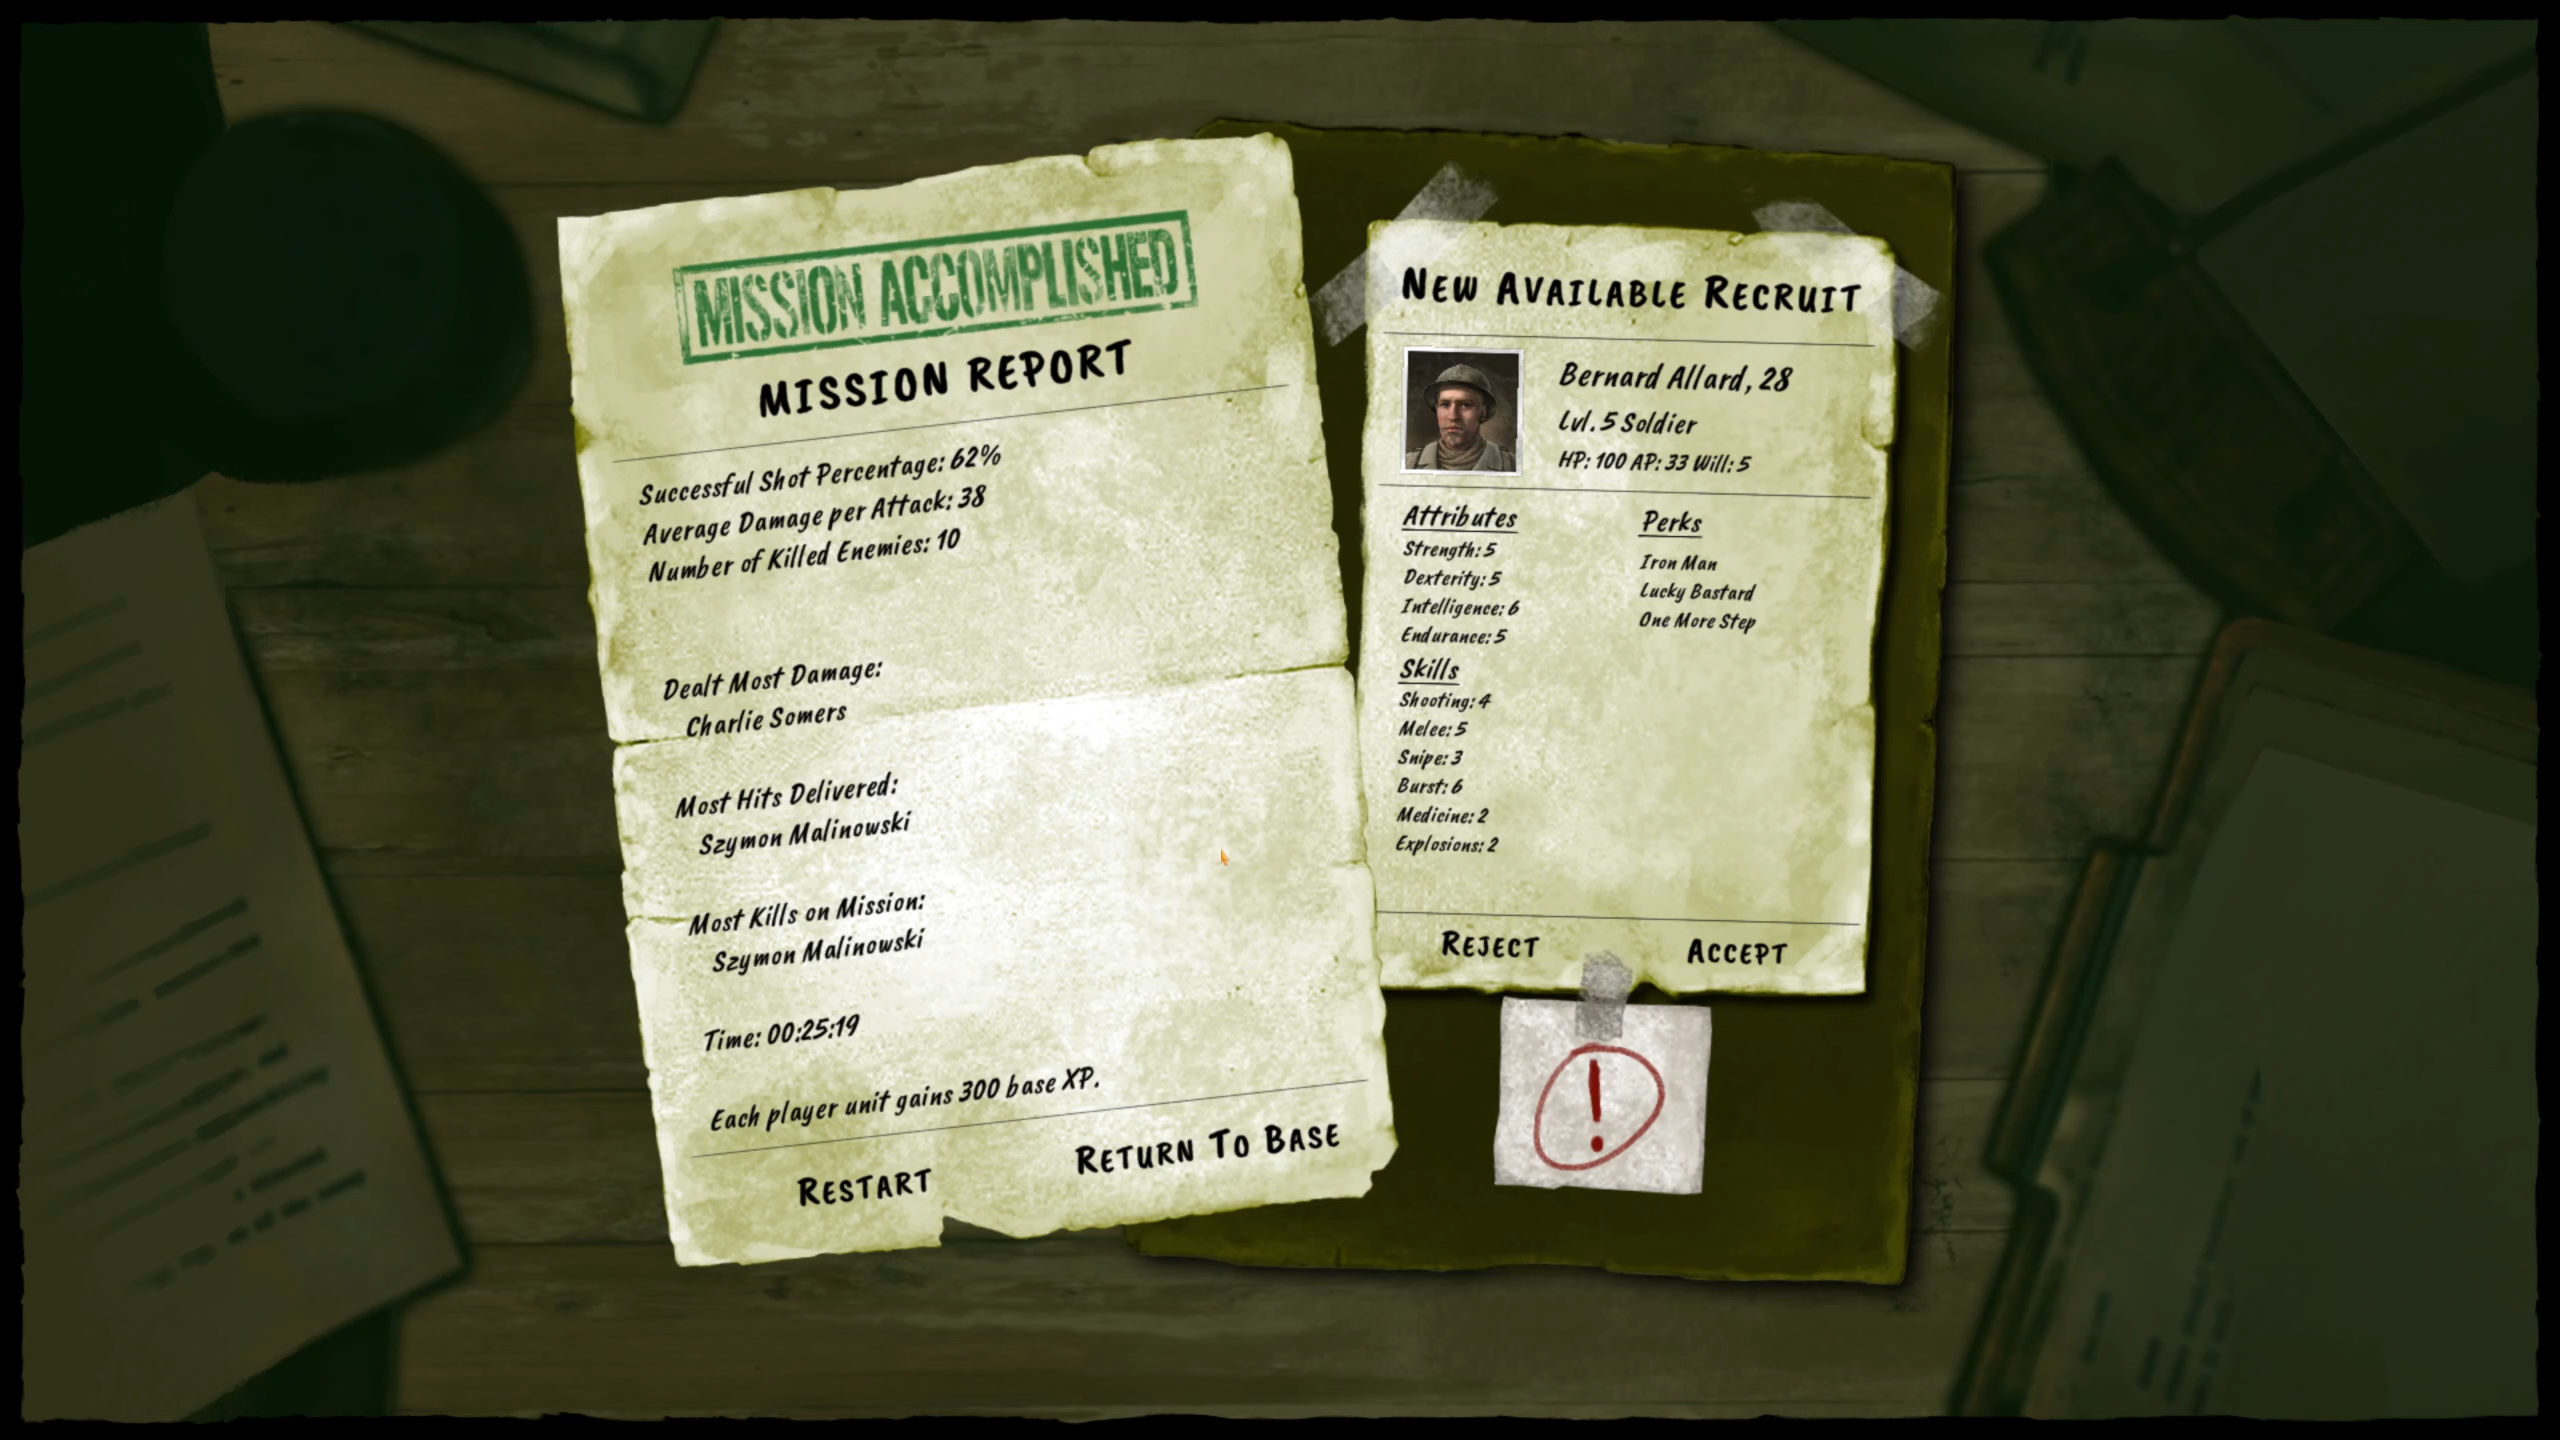 MISSION ACCOMPLISHED
MISSION REPORT
Successful Shot Percentage: 62%
Average Damage per Attack: 38
Number of Killed Enemies: 10
Dealt Most Damage:
Charlie Somers
Most Hits Delivered:
Szymon Malinowski
Most Kills on Mission:
Szymon Malinowski
Time: 00:25:19
Each player unit gains 300 base XP.
RESTART
RETURN TO BASE
NEW AVAILABLE RECRUIT
Bernard Allard, 28
Lvl. 5 Soldier
HP: 100 AP: 33 Will: 5
Attributes
Strength: 5
Dexterity: 5
Intelligence: 6
Endurance: 5
Skills
Shooting: 4
Melee: 5
Snipe: 3
Burst: 6
Medicine: 2
Explosions: 2
Perks
Iron Man
Lucky Bastard
One More Step
REJECT
ACCEPT
!